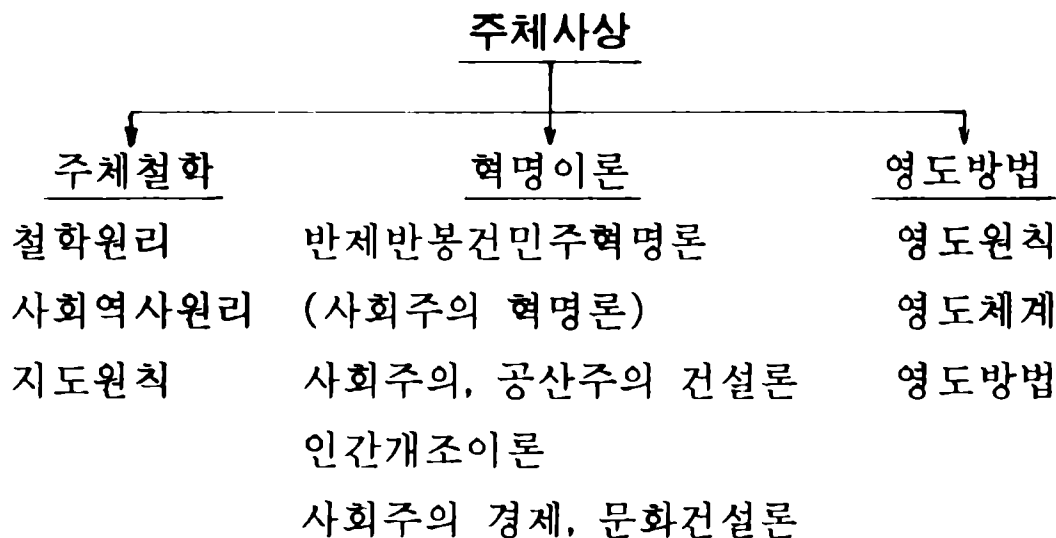 주체사상
주체철학 혁명이론 영도방법
철학원리 반제반봉건민주혁명론 영도원칙
사회역사원리 (사회주의 혁명론) 영도체계
지도원칙 사회주의, 공산주의 건설론 영도방법
인간개조이론
사회주의 경제, 문화건설론